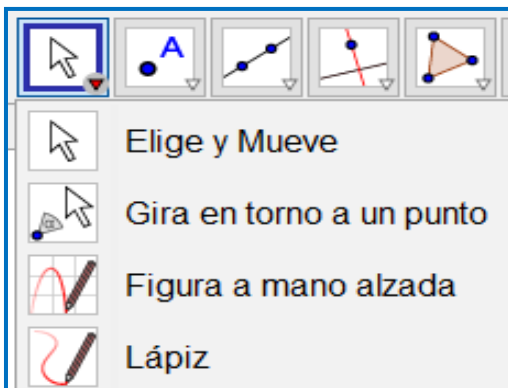 A
Elige y Mueve
α
Gira en torno a un punto
Figura a mano alzada
Lápiz